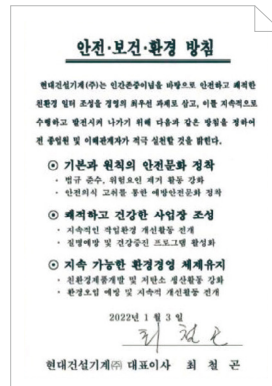 안전·보건·환경 방침
현대건설기계(주)는 인간존중이념을 바탕으로 안전하고 쾌적한
친환경 일터 조성을 경영의 최우선 과제로 삼고, 이를 지속적으로
수행하고 발전시켜 나가기 위해 다음과 같은 방침을 정하여
전 종업원 및 이해관계자가 적극 실천할 것을 밝힌다.
⊙ 기본과 원칙의 안전문화 정착
· 법규 준수, 위험요인 제거 활동 강화
· 안전의식 고취를 통한 예방안전문화 정착
⊙ 쾌적하고 건강한 사업장 조성
· 지속적인 작업환경 개선활동 전개
· 질병예방 및 건강증진 프로그램 활성화
⊙ 지속 가능한 환경경영 체제유지
· 친환경제품개발 및 저탄소 생산활동 강화
· 환경오염 예방 및 지속적 개선활동 전개
2022년 1월 3일
최철곤
현대건설기계㈜ 대표이사 최 철 곤